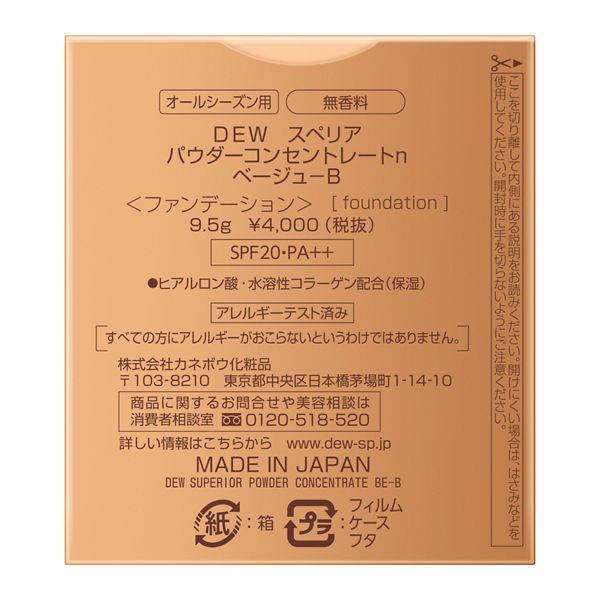 オールシーズン用 無香料
DEW スペリア
パウダーコンセントレートn
ベージュ-B
＜ファンデーション＞ [foundation]
9.5g ¥4,000(税抜)
SPF20・PA++
●ヒアルロン酸・水溶性コラーゲン配合(保湿)
アレルギーテスト済み
[すべての方にアレルギーがおこらないというわけではありません。]
株式会社カネボウ化粧品
〒103-8210 東京都中央区日本橋茅場町1-14-10
商品に関するお問合せや美容相談は
消費者相談室 0120-518-520
詳しい情報はこちらから www.dew-sp.jp
MADE IN JAPAN
DEW SUPERIOR POWDER CONCENTRATE BE-B
紙:箱 プラ:フィルム
ケース
フタ
ここを切り離して内側にある説明をお読みください。開けにくい場合は、はさみなどを
使用してください。開封時に手を切らないようにご注意ください。